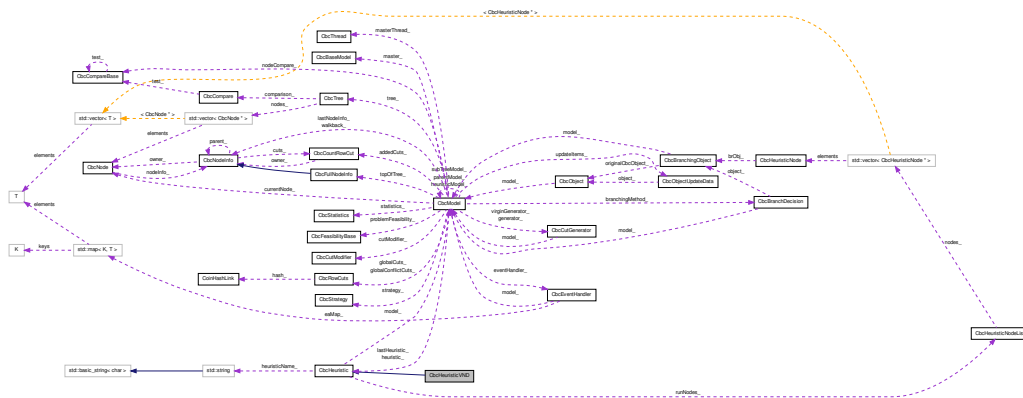 < CbcHeuristicNode * >
CbcThread
masterThread_
CbcBaseModel
master_
test_
nodeCompare_
CbcCompareBase
test_
CbcCompare
comparison_
CbcTree
tree_
nodes_
std::vector< T >
< CbcNode * >
std::vector< CbcNode * >
lastNodeInfo_
walkback_
elements
parent_
model_
cuts_
CbcCountRowCut
addedCuts_
updateItems_
CbcBranchingObject
brObj_
CbcHeuristicNode
elements
std::vector< CbcHeuristicNode * >
elements
CbcNode
owner_
CbcNodeInfo
owner_
originalCbcObject_
nodeInfo_
CbcFullNodeInfo
topOfTree_
subTreeModel_
parentModel_
heuristicModel_
model_
CbcObject
object_
CbcObjectUpdateData
object_
T
currentNode_
CbcModel
branchingMethod_
CbcBranchDecision
elements
statistics_
CbcStatistics
virginGenerator_
generator_
problemFeasibility_
CbcFeasibilityBase
CbcCutGenerator
model_
model_
K
keys
std::map< K, T >
cutModifier_
CbcCutModifier
nodes_
globalCuts_
globalConflictCuts_
CoinHashLink
hash_
CbcRowCuts
eventHandler_
strategy_
CbcStrategy
model_
CbcEventHandler
eaMap_
model_
CbcHeuristicNodeList
lastHeuristic_
heuristic_
std::basic_string< char >
std::string
heuristicName_
CbcHeuristic
CbcHeuristicVND
runNodes_